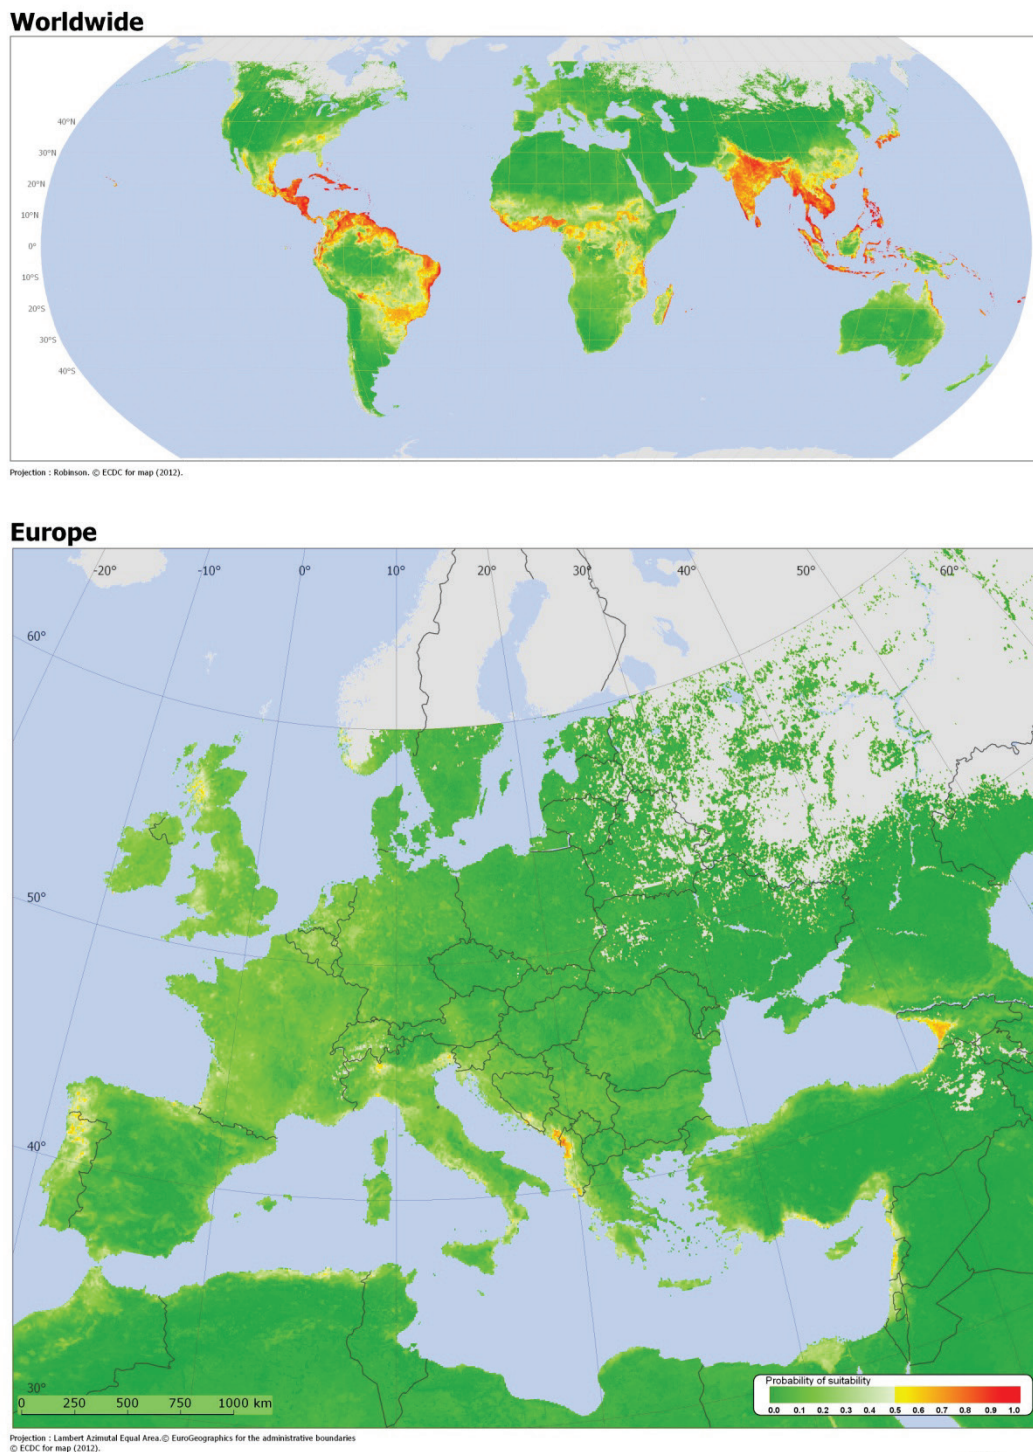 Worldwide
40°N
30°N
20°N
10°N
0°
10°S
20°S
30°S
40°S
Projection : Robinson. © ECDC for map (2012).
Europe
-20° -10° 0° 10° 20° 30° 40° 50° 60°
60°
50°
40°
30°
0 250 500 750 1000 km
Probability of suitability
0.0 0.1 0.2 0.3 0.4 0.5 0.6 0.7 0.8 0.9 1.0
Projection : Lambert Azimutal Equal Area.© EuroGeographics for the administrative boundaries
© ECDC for map (2012).